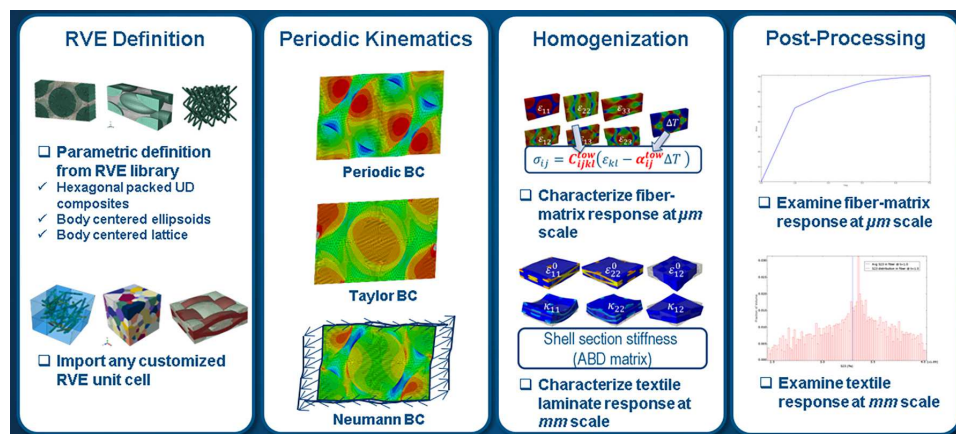 RVE Definition
❑ Parametric definition
from RVE library
✓ Hexagonal packed UD
composites
✓ Body centered ellipsoids
✓ Body centered lattice
❑ Import any customized
RVE unit cell
Periodic Kinematics
Periodic BC
Taylor BC
Neumann BC
Homogenization
ε₁₁ ε₂₂ ε₃₃
ΔT
ε₁₂
σᵢⱼ = Cᵢⱼₖₗᵗᵒʷ(εₖₗ − αᵢⱼᵗᵒʷΔT)
❑ Characterize fiber-
matrix response at μm
scale
ε⁰₁₁ ε⁰₂₂ ε⁰₁₂
κ₁₁ κ₂₂ κ₁₂
Shell section stiffness
(ABD matrix)
❑ Characterize textile
laminate response at
mm scale
Post-Processing
❑ Examine fiber-matrix
response at μm scale
❑ Examine textile
response at mm scale